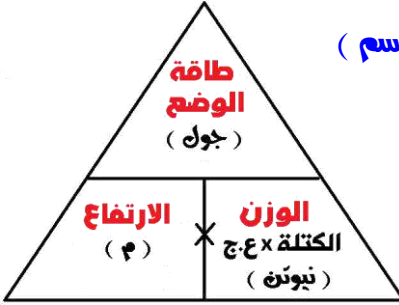 سم )
طاقة
الوضع
( جول )
الوزن
الكتلة x ع.ج
( نيوتن )
×
الارتفاع
( م )